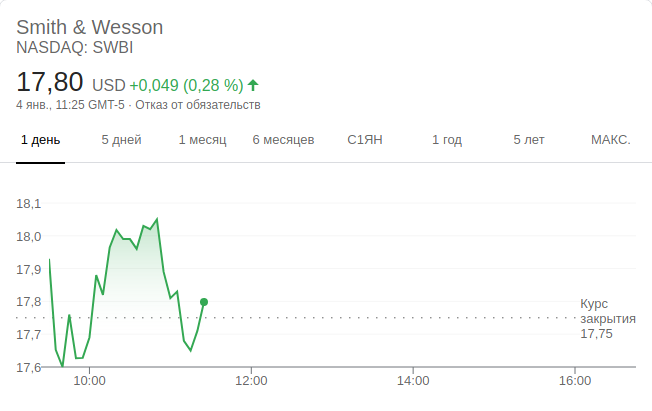 Smith & Wesson
NASDAQ: SWBI
17,80 USD +0,049 (0,28 %)
4 янв., 11:25 GMT-5 · Отказ от обязательств
1 день 5 дней 1 месяц 6 месяцев С1ЯН 1 год 5 лет МАКС.
18,1
18,0
17,9
17,8
17,7
17,6
Курс
закрытия
17,75
10:00 12:00 14:00 16:00